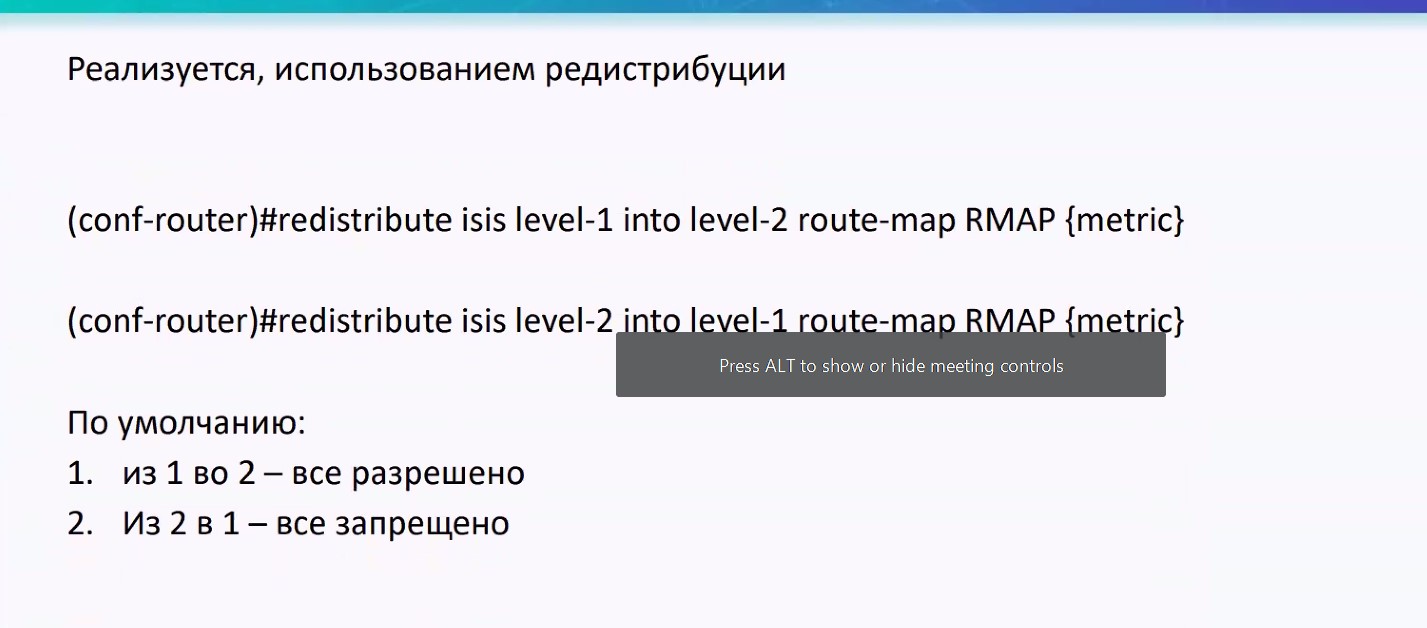 Реализуется, использованием редистрибуции
(conf-router)#redistribute isis level-1 into level-2 route-map RMAP {metric}
(conf-router)#redistribute isis level-2 into level-1 route-map RMAP {metric}
Press ALT to show or hide meeting controls
По умолчанию:
1. из 1 во 2 – все разрешено
2. Из 2 в 1 – все запрещено